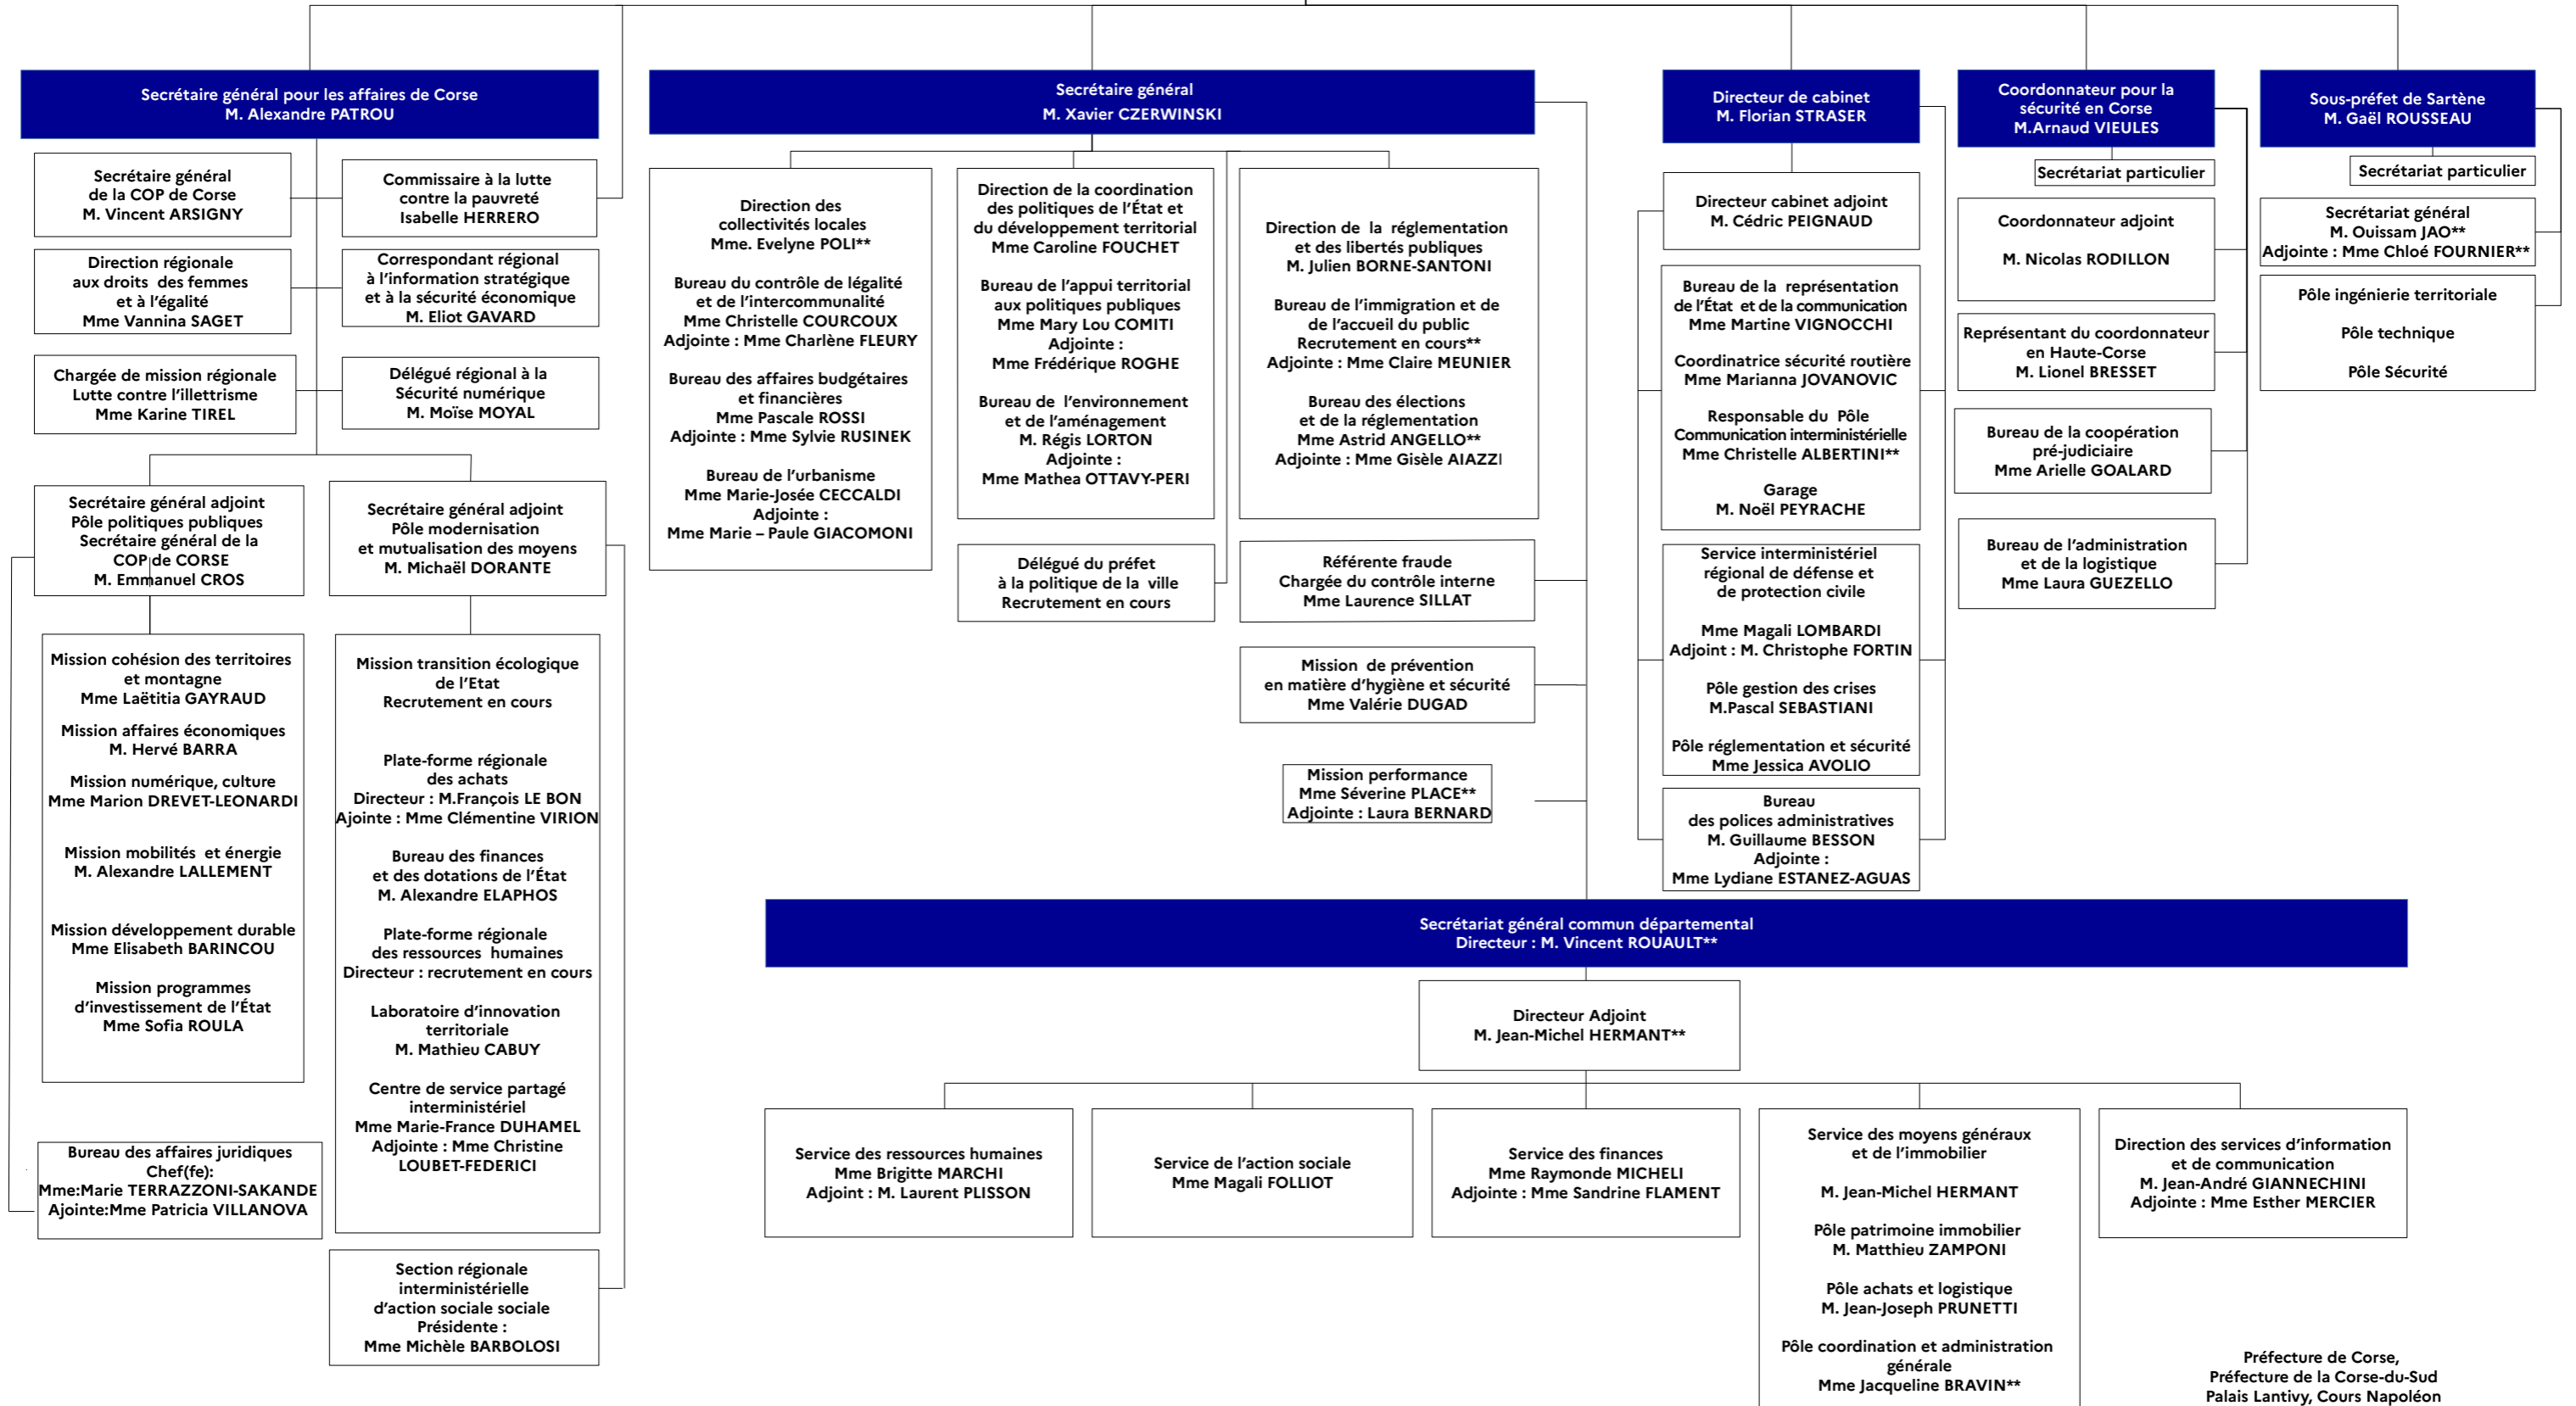 Secrétaire général pour les affaires de Corse
M. Alexandre PATROU
Secrétaire général
de la COP de Corse
M. Vincent ARSIGNY
Commissaire à la lutte
contre la pauvreté
Isabelle HERRERO
Direction régionale
aux droits des femmes
et à l'égalité
Mme Vannina SAGET
Correspondant régional
à l'information stratégique
et à la sécurité économique
M. Eliot GAVARD
Chargée de mission régionale
Lutte contre l'illettrisme
Mme Karine TIREL
Délégué régional à la
Sécurité numérique
M. Moïse MOYAL
Secrétaire général adjoint
Pôle politiques publiques
Secrétaire général de la
COP de CORSE
M. Emmanuel CROS
Secrétaire général adjoint
Pôle modernisation
et mutualisation des moyens
M. Michaël DORANTE
Mission cohésion des territoires
et montagne
Mme Laëtitia GAYRAUD
Mission affaires économiques
M. Hervé BARRA
Mission numérique, culture
Mme Marion DREVET-LEONARDI
Mission mobilités et énergie
M. Alexandre LALLEMENT
Mission développement durable
Mme Elisabeth BARINCOU
Mission programmes
d'investissement de l'État
Mme Sofia ROULA
Mission transition écologique
de l'Etat
Recrutement en cours
Plate-forme régionale
des achats
Directeur : M.François LE BON
Ajointe : Mme Clémentine VIRION
Bureau des finances
et des dotations de l'État
M. Alexandre ELAPHOS
Plate-forme régionale
des ressources humaines
Directeur : recrutement en cours
Laboratoire d'innovation
territoriale
M. Mathieu CABUY
Centre de service partagé
interministériel
Mme Marie-France DUHAMEL
Adjointe : Mme Christine
LOUBET-FEDERICI
Bureau des affaires juridiques
Chef(fe):
Mme:Marie TERRAZZONI-SAKANDE
Ajointe:Mme Patricia VILLANOVA
Section régionale
interministérielle
d'action sociale sociale
Présidente :
Mme Michèle BARBOLOSI
Secrétaire général
M. Xavier CZERWINSKI
Direction des
collectivités locales
Mme. Evelyne POLI**
Bureau du contrôle de légalité
et de l'intercommunalité
Mme Christelle COURCOUX
Adjointe : Mme Charlène FLEURY
Bureau des affaires budgétaires
et financières
Mme Pascale ROSSI
Adjointe : Mme Sylvie RUSINEK
Bureau de l'urbanisme
Mme Marie-Josée CECCALDI
Adjointe :
Mme Marie – Paule GIACOMONI
Direction de la coordination
des politiques de l'État et
du développement territorial
Mme Caroline FOUCHET
Bureau de l'appui territorial
aux politiques publiques
Mme Mary Lou COMITI
Adjointe :
Mme Frédérique ROGHE
Bureau de l'environnement
et de l'aménagement
M. Régis LORTON
Adjointe :
Mme Mathea OTTAVY-PERI
Délégué du préfet
à la politique de la ville
Recrutement en cours
Direction de la réglementation
et des libertés publiques
M. Julien BORNE-SANTONI
Bureau de l'immigration et de
de l'accueil du public
Recrutement en cours**
Adjointe : Mme Claire MEUNIER
Bureau des élections
et de la réglementation
Mme Astrid ANGELLO**
Adjointe : Mme Gisèle AIAZZI
Référente fraude
Chargée du contrôle interne
Mme Laurence SILLAT
Mission de prévention
en matière d'hygiène et sécurité
Mme Valérie DUGAD
Mission performance
Mme Séverine PLACE**
Adjointe : Laura BERNARD
Directeur de cabinet
M. Florian STRASER
Directeur cabinet adjoint
M. Cédric PEIGNAUD
Bureau de la représentation
de l'État et de la communication
Mme Martine VIGNOCCHI
Coordinatrice sécurité routière
Mme Marianna JOVANOVIC
Responsable du Pôle
Communication interministérielle
Mme Christelle ALBERTINI**
Garage
M. Noël PEYRACHE
Service interministériel
régional de défense et
de protection civile
Mme Magali LOMBARDI
Adjoint : M. Christophe FORTIN
Pôle gestion des crises
M.Pascal SEBASTIANI
Pôle réglementation et sécurité
Mme Jessica AVOLIO
Bureau
des polices administratives
M. Guillaume BESSON
Adjointe :
Mme Lydiane ESTANEZ-AGUAS
Coordonnateur pour la
sécurité en Corse
M.Arnaud VIEULES
Secrétariat particulier
Coordonnateur adjoint
M. Nicolas RODILLON
Représentant du coordonnateur
en Haute-Corse
M. Lionel BRESSET
Bureau de la coopération
pré-judiciaire
Mme Arielle GOALARD
Bureau de l'administration
et de la logistique
Mme Laura GUEZELLO
Sous-préfet de Sartène
M. Gaël ROUSSEAU
Secrétariat particulier
Secrétariat général
M. Ouissam JAO**
Adjointe : Mme Chloé FOURNIER**
Pôle ingénierie territoriale
Pôle technique
Pôle Sécurité
Secrétariat général commun départemental
Directeur : M. Vincent ROUAULT**
Directeur Adjoint
M. Jean-Michel HERMANT**
Service des ressources humaines
Mme Brigitte MARCHI
Adjoint : M. Laurent PLISSON
Service de l'action sociale
Mme Magali FOLLIOT
Service des finances
Mme Raymonde MICHELI
Adjointe : Mme Sandrine FLAMENT
Service des moyens généraux
et de l'immobilier
M. Jean-Michel HERMANT
Pôle patrimoine immobilier
M. Matthieu ZAMPONI
Pôle achats et logistique
M. Jean-Joseph PRUNETTI
Pôle coordination et administration
générale
Mme Jacqueline BRAVIN**
Direction des services d'information
et de communication
M. Jean-André GIANNECHINI
Adjointe : Mme Esther MERCIER
Préfecture de Corse,
Préfecture de la Corse-du-Sud
Palais Lantivy, Cours Napoléon